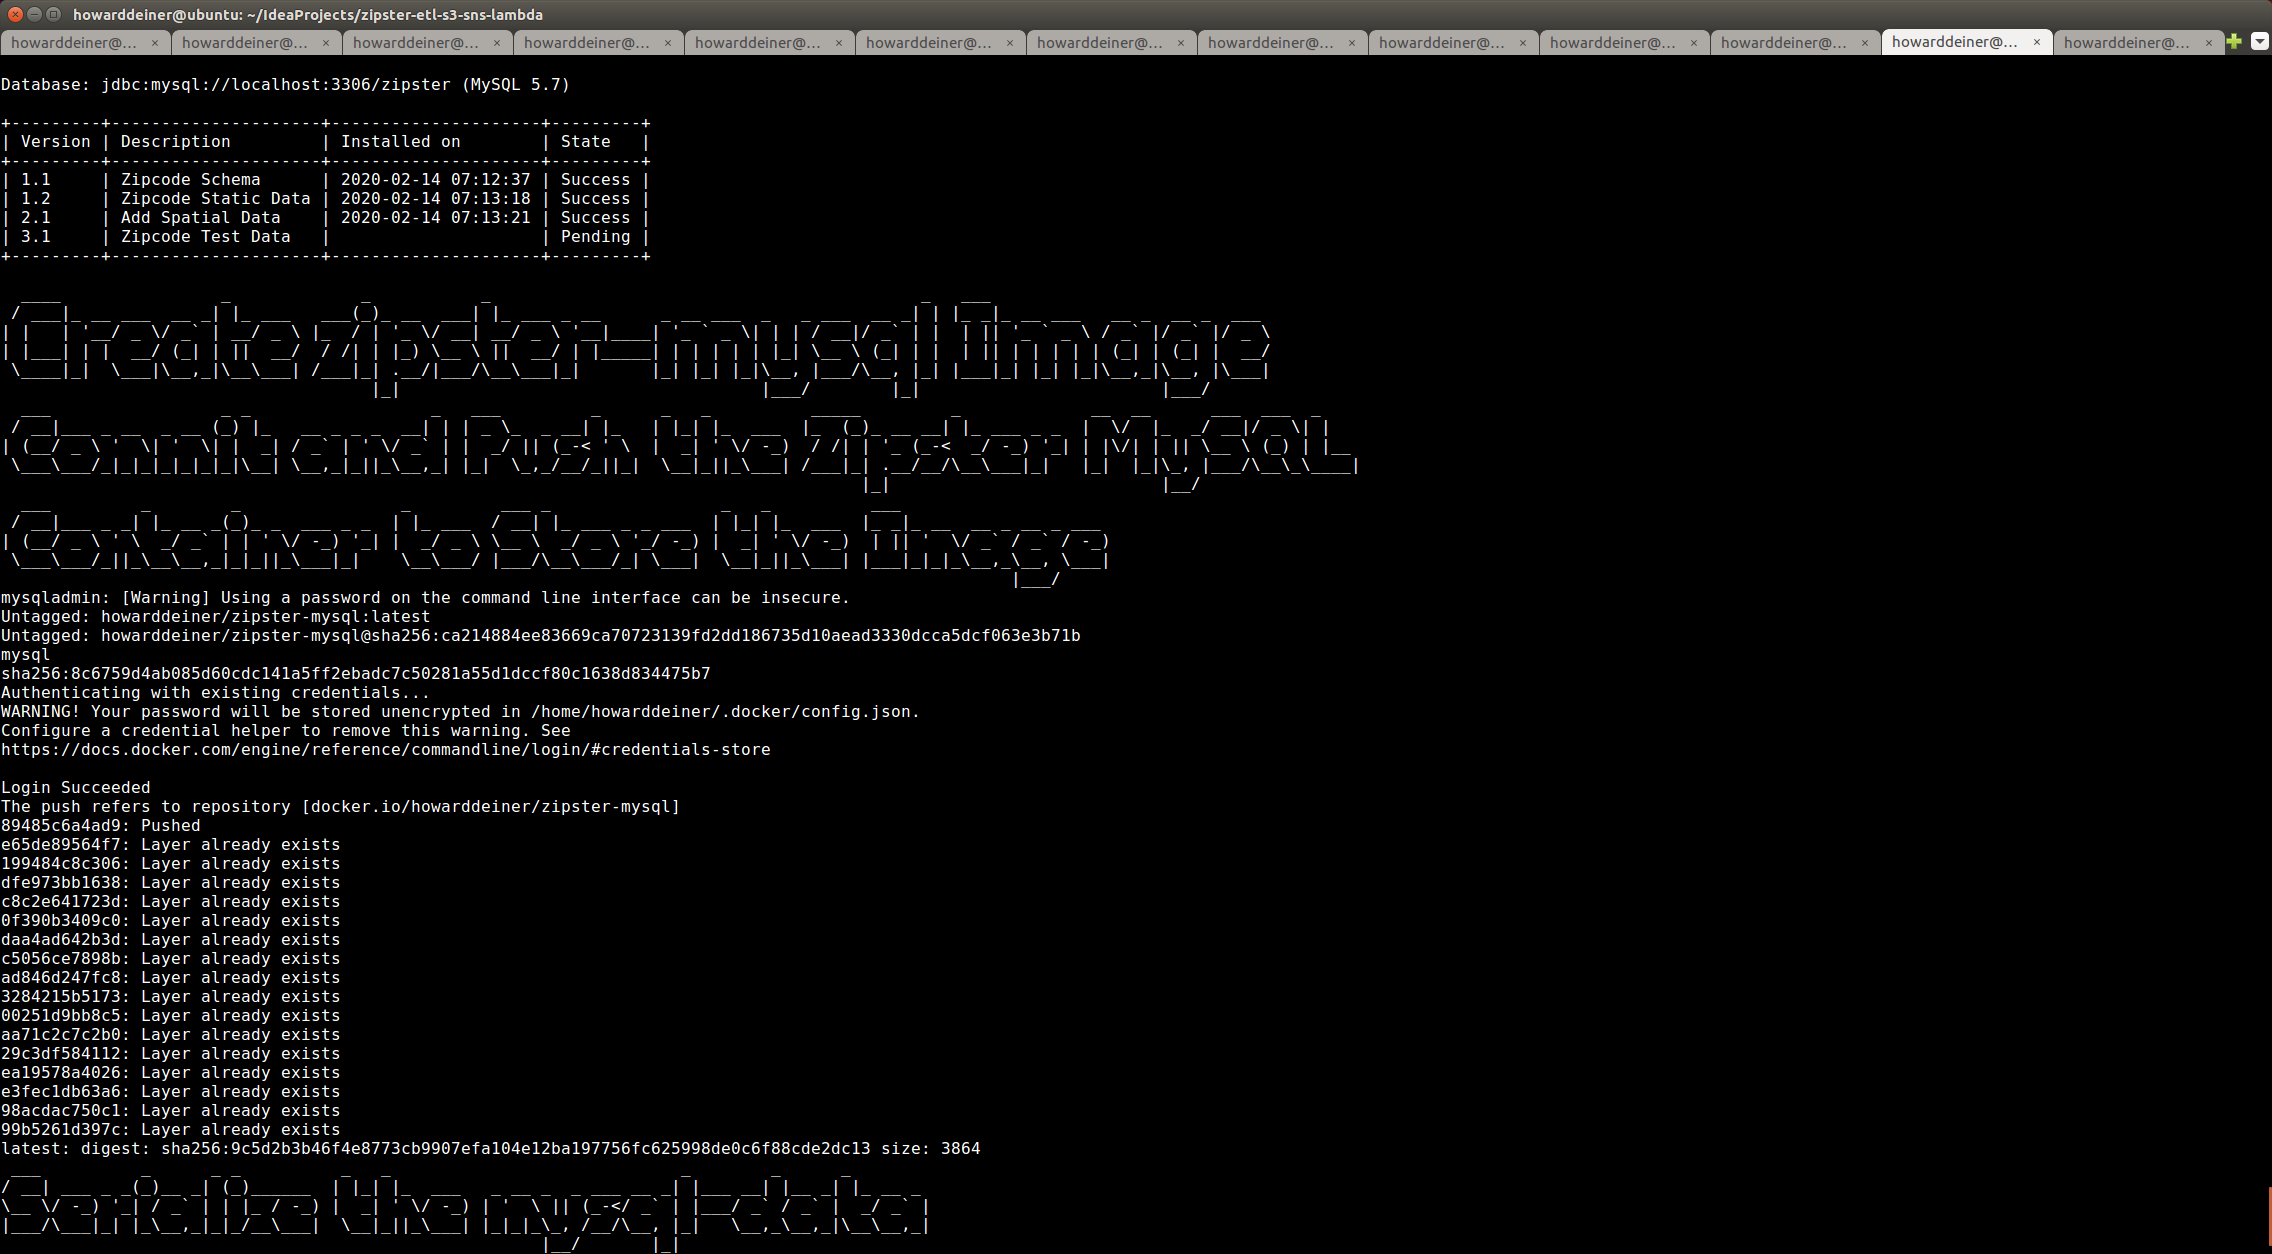 howarddeiner@ubuntu: ~/IdeaProjects/zipster-etl-s3-sns-lambda
howarddeiner@... × howarddeiner@... × howarddeiner@... × howarddeiner@... × howarddeiner@... × howarddeiner@... × howarddeiner@... × howarddeiner@... × howarddeiner@... × howarddeiner@... × howarddeiner@... × howarddeiner@... × howarddeiner@... ×
Database: jdbc:mysql://localhost:3306/zipster (MySQL 5.7)
+---------+---------------------+---------------------+---------+
| Version | Description         | Installed on        | State   |
+---------+---------------------+---------------------+---------+
| 1.1     | Zipcode Schema      | 2020-02-14 07:12:37 | Success |
| 1.2     | Zipcode Static Data | 2020-02-14 07:13:18 | Success |
| 2.1     | Add Spatial Data    | 2020-02-14 07:13:21 | Success |
| 3.1     | Zipcode Test Data   |                     | Pending |
+---------+---------------------+---------------------+---------+
Create zipster-mysql Image
Commit and Push the Zipster MySQL
Container to Store the Image
mysqladmin: [Warning] Using a password on the command line interface can be insecure.
Untagged: howarddeiner/zipster-mysql:latest
Untagged: howarddeiner/zipster-mysql@sha256:ca214884ee83669ca70723139fd2dd186735d10aead3330dcca5dcf063e3b71b
mysql
sha256:8c6759d4ab085d60cdc141a5ff2ebadc7c50281a55d1dccf80c1638d834475b7
Authenticating with existing credentials...
WARNING! Your password will be stored unencrypted in /home/howarddeiner/.docker/config.json.
Configure a credential helper to remove this warning. See
https://docs.docker.com/engine/reference/commandline/login/#credentials-store
Login Succeeded
The push refers to repository [docker.io/howarddeiner/zipster-mysql]
89485c6a4ad9: Pushed
e65de89564f7: Layer already exists
199484c8c306: Layer already exists
dfe973bb1638: Layer already exists
c8c2e641723d: Layer already exists
0f390b3409c0: Layer already exists
daa4ad642b3d: Layer already exists
c5056ce7898b: Layer already exists
ad846d247fc8: Layer already exists
3284215b5173: Layer already exists
00251d9bb8c5: Layer already exists
aa71c2c7c2b0: Layer already exists
29c3df584112: Layer already exists
ea19578a4026: Layer already exists
e3fec1db63a6: Layer already exists
98acdac750c1: Layer already exists
99b5261d397c: Layer already exists
latest: digest: sha256:9c5d2b3b46f4e8773cb9907efa104e12ba197756fc625998de0c6f88cde2dc13 size: 3864
Serialize the mysql-data